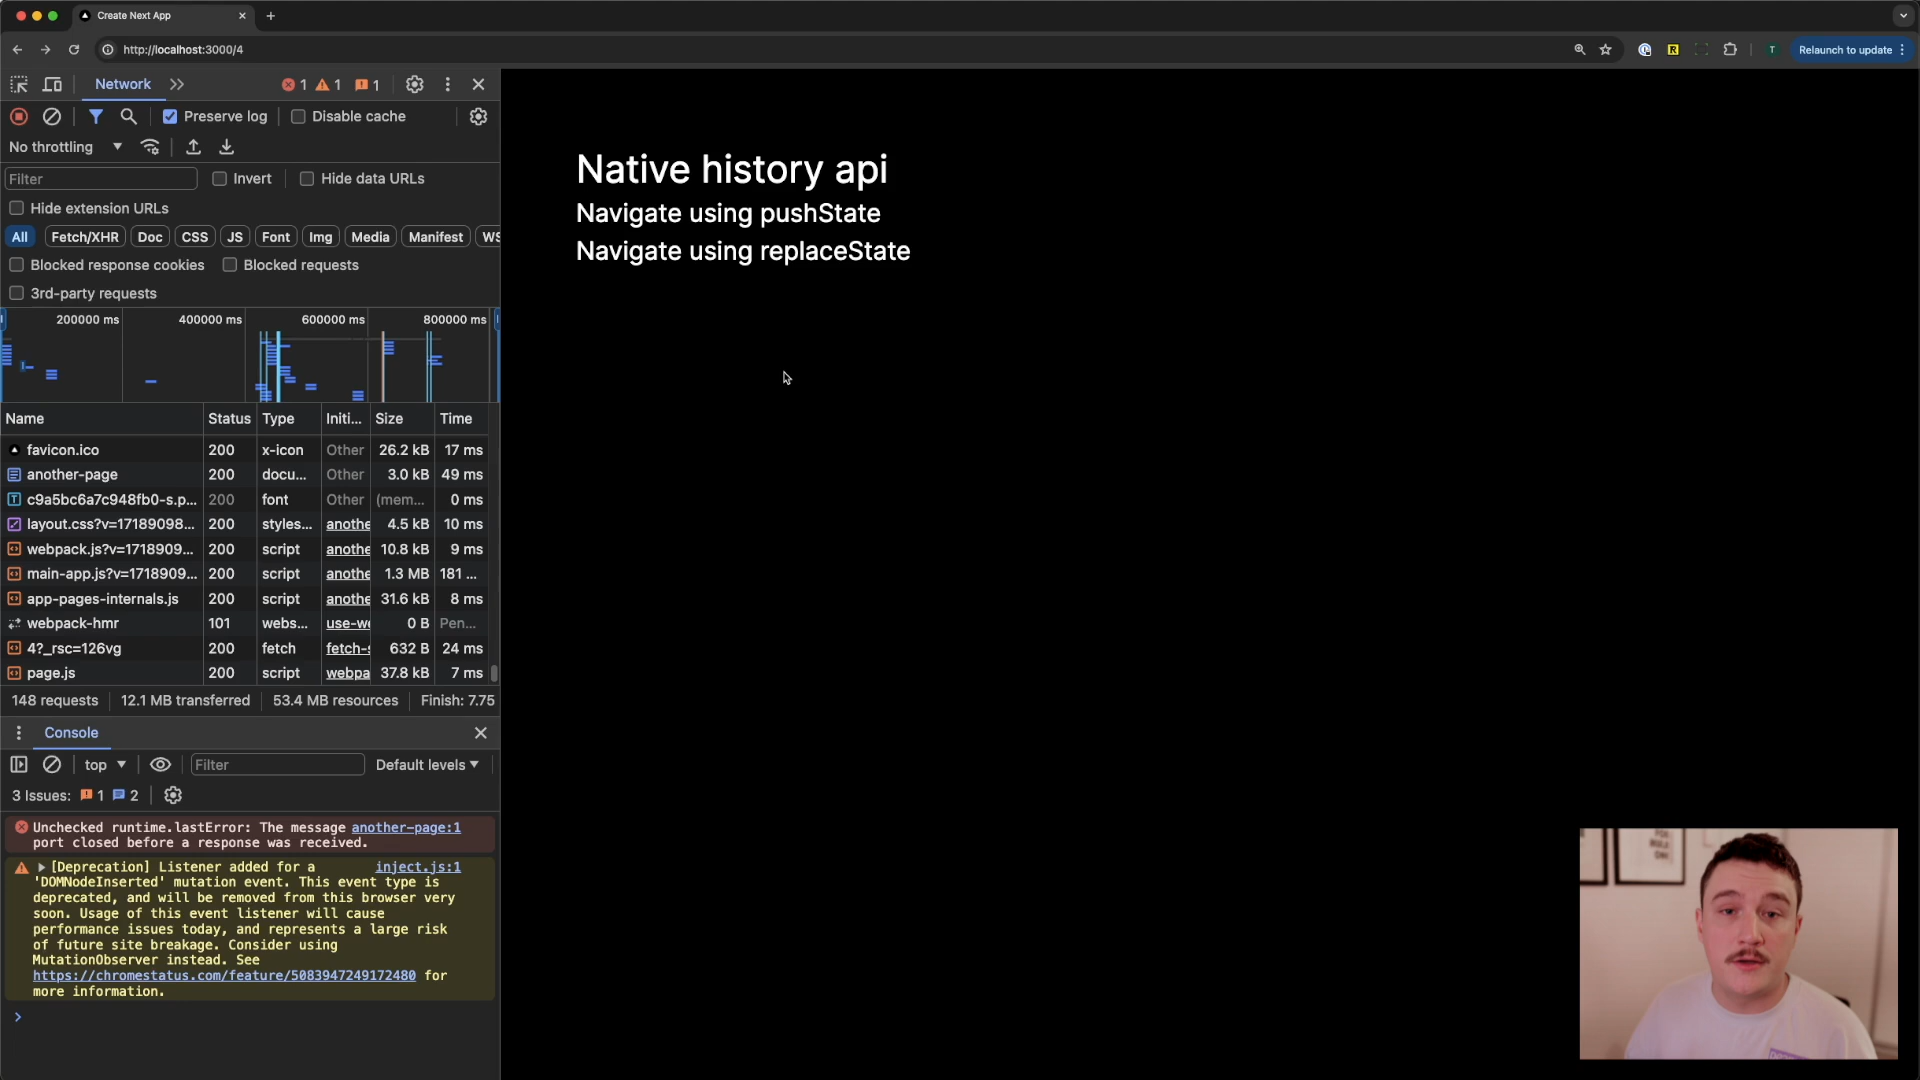 Create Next App
http://localhost:3000/4
T
Relaunch to update
Network
1
1
1
Preserve log
Disable cache
No throttling
Filter
Invert
Hide data URLs
Hide extension URLs
All
Fetch/XHR
Doc
CSS
JS
Font
Img
Media
Manifest
WS
Blocked response cookies
Blocked requests
3rd-party requests
200000 ms
400000 ms
600000 ms
800000 ms
Name Status Type Initi... Size Time
favicon.ico 200 x-icon Other 26.2 kB 17 ms
another-page 200 docu... Other 3.0 kB 49 ms
c9a5bc6a7c948fb0-s.p... 200 font Other (mem... 0 ms
layout.css?v=17189098... 200 styles... anothe 4.5 kB 10 ms
webpack.js?v=1718909... 200 script anothe 10.8 kB 9 ms
main-app.js?v=1718909... 200 script anothe 1.3 MB 181 ...
app-pages-internals.js 200 script anothe 31.6 kB 8 ms
webpack-hmr 101 webs... use-we 0 B Pen...
4?_rsc=126vg 200 fetch fetch-s 632 B 24 ms
page.js 200 script webpa 37.8 kB 7 ms
148 requests 12.1 MB transferred 53.4 MB resources Finish: 7.75
Console
top
Filter
Default levels
3 Issues: 1 2
Unchecked runtime.lastError: The message another-page:1
port closed before a response was received.
[Deprecation] Listener added for a inject.js:1
'DOMNodeInserted' mutation event. This event type is
deprecated, and will be removed from this browser very
soon. Usage of this event listener will cause
performance issues today, and represents a large risk
of future site breakage. Consider using
MutationObserver instead. See
https://chromestatus.com/feature/5083947249172480 for
more information.
Native history api
Navigate using pushState
Navigate using replaceState